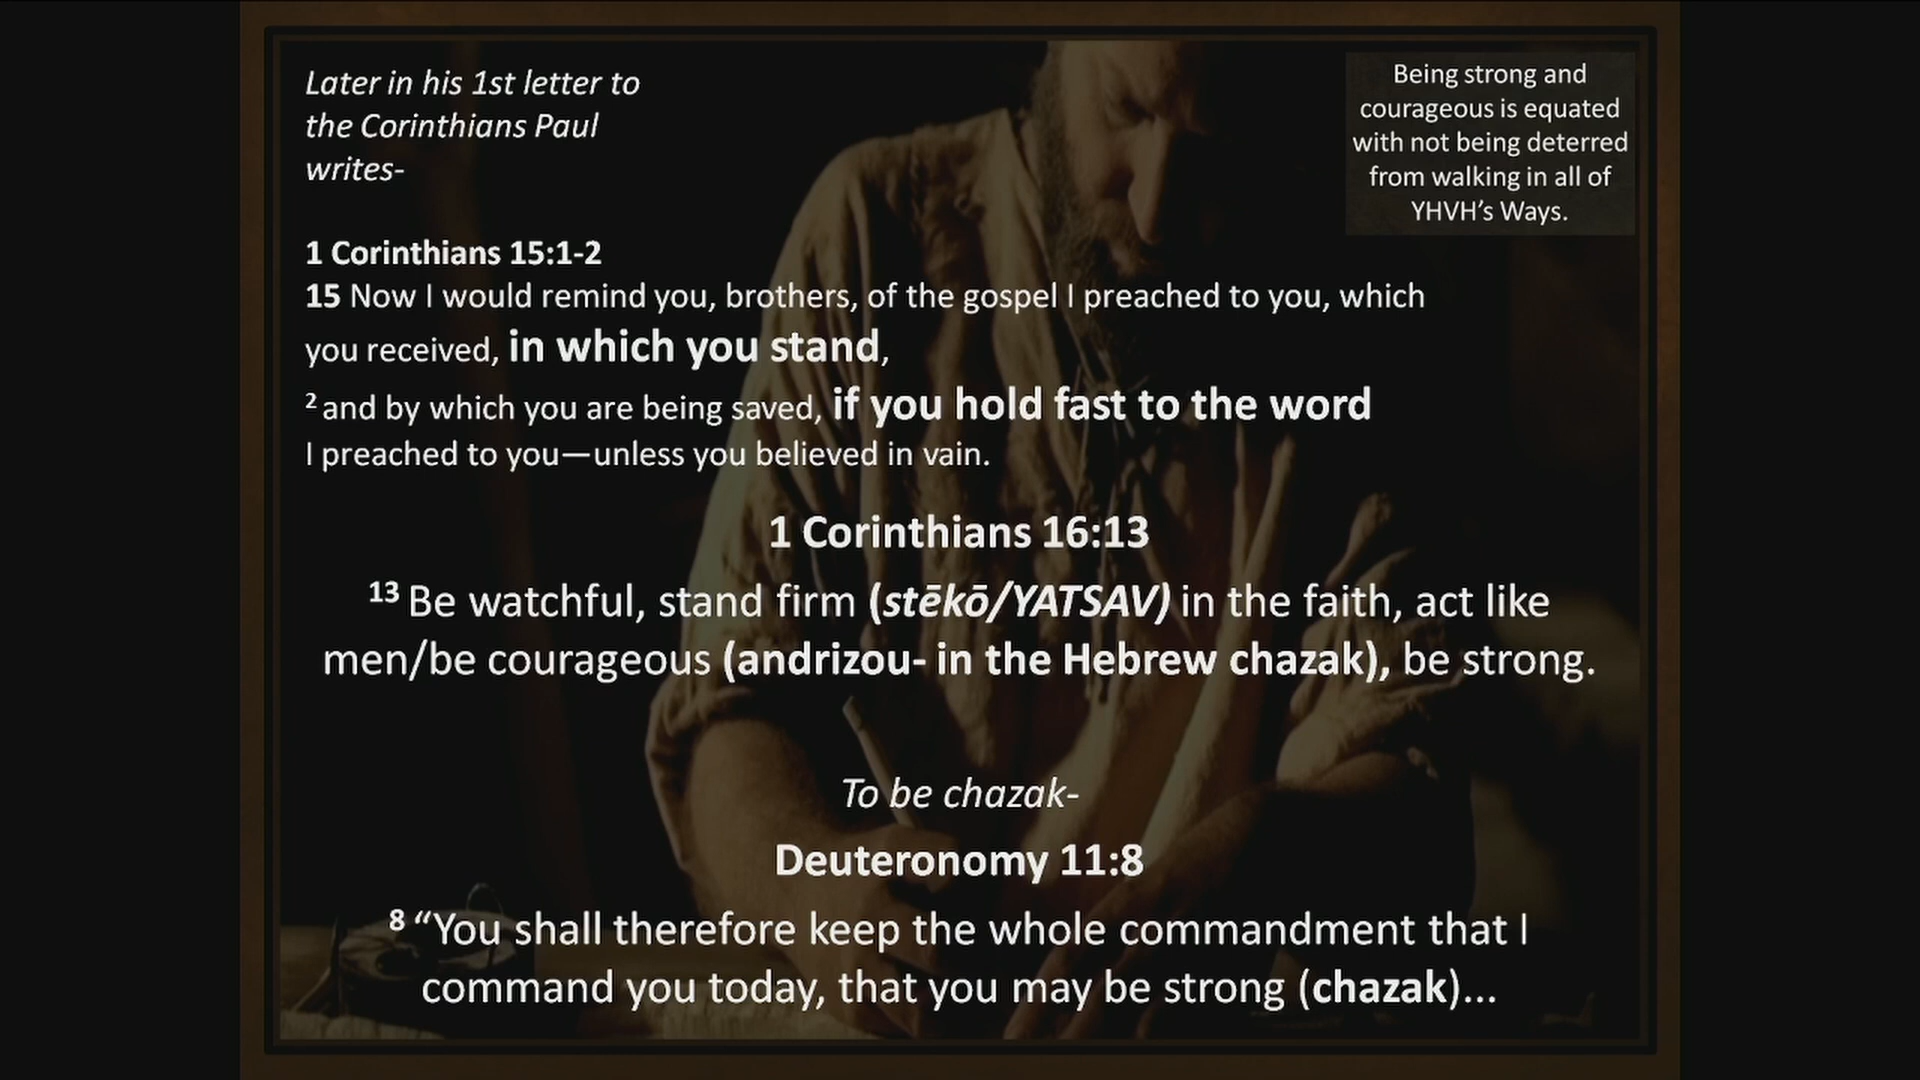 Later in his 1st letter to
the Corinthians Paul
writes-
Being strong and
courageous is equated
with not being deterred
from walking in all of
YHVH's Ways.
1 Corinthians 15:1-2
15 Now I would remind you, brothers, of the gospel I preached to you, which
you received, in which you stand,
2 and by which you are being saved, if you hold fast to the word
I preached to you—unless you believed in vain.
1 Corinthians 16:13
13 Be watchful, stand firm (stēkō/YATSAV) in the faith, act like
men/be courageous (andrizou- in the Hebrew chazak), be strong.
To be chazak-
Deuteronomy 11:8
8 “You shall therefore keep the whole commandment that I
command you today, that you may be strong (chazak)...